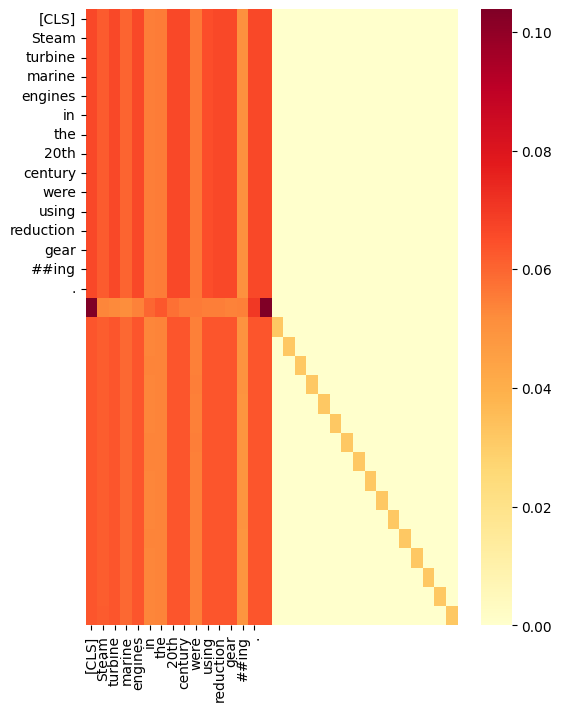 [CLS]
Steam
turbine
marine
engines
in
the
20th
century
were
using
reduction
gear
##ing
.
0.10
0.08
0.06
0.04
0.02
0.00
[CLS]
Steam
turbine
marine
engines
in
the
20th
century
were
using
reduction
gear
##ing
.